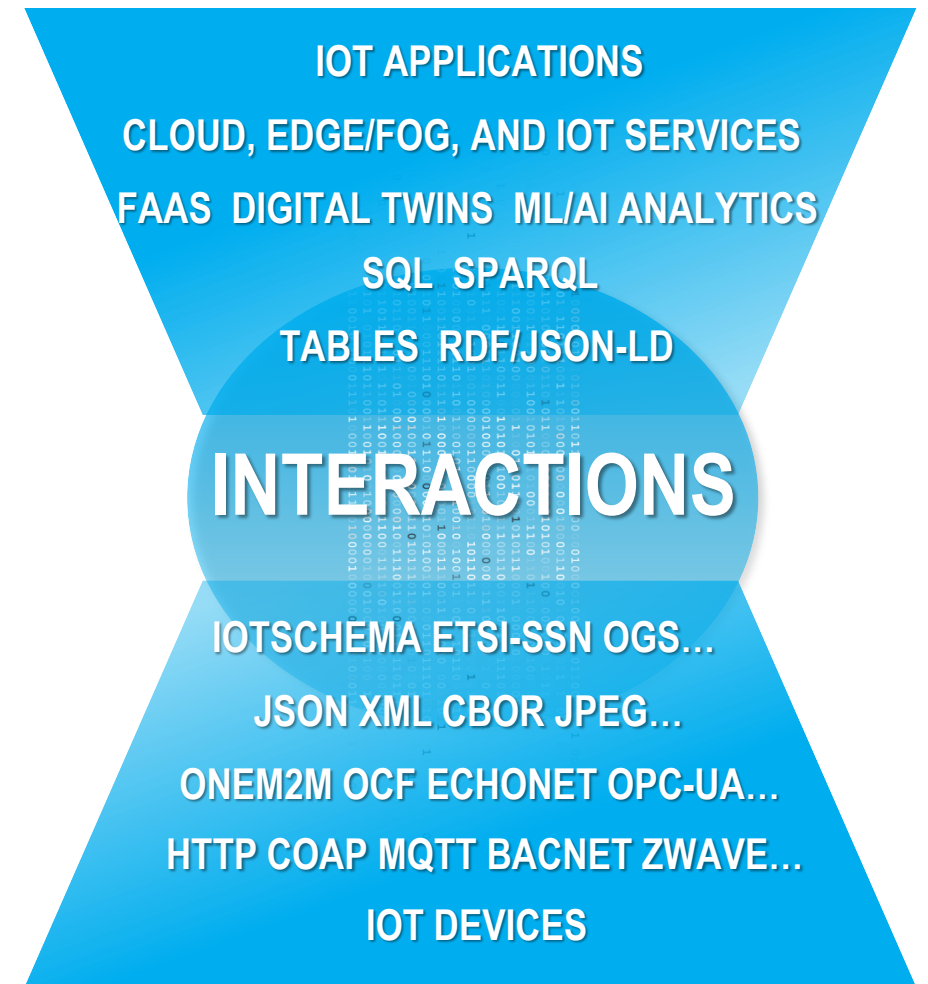 IOT APPLICATIONS
CLOUD, EDGE/FOG, AND IOT SERVICES
FAAS DIGITAL TWINS ML/AI ANALYTICS
SQL SPARQL
TABLES RDF/JSON-LD
INTERACTIONS
IOTSCHEMA ETSI-SSN OGS...
JSON XML CBOR JPEG...
ONEM2M OCF ECHONET OPC-UA...
HTTP COAP MQTT BACNET ZWAVE...
IOT DEVICES